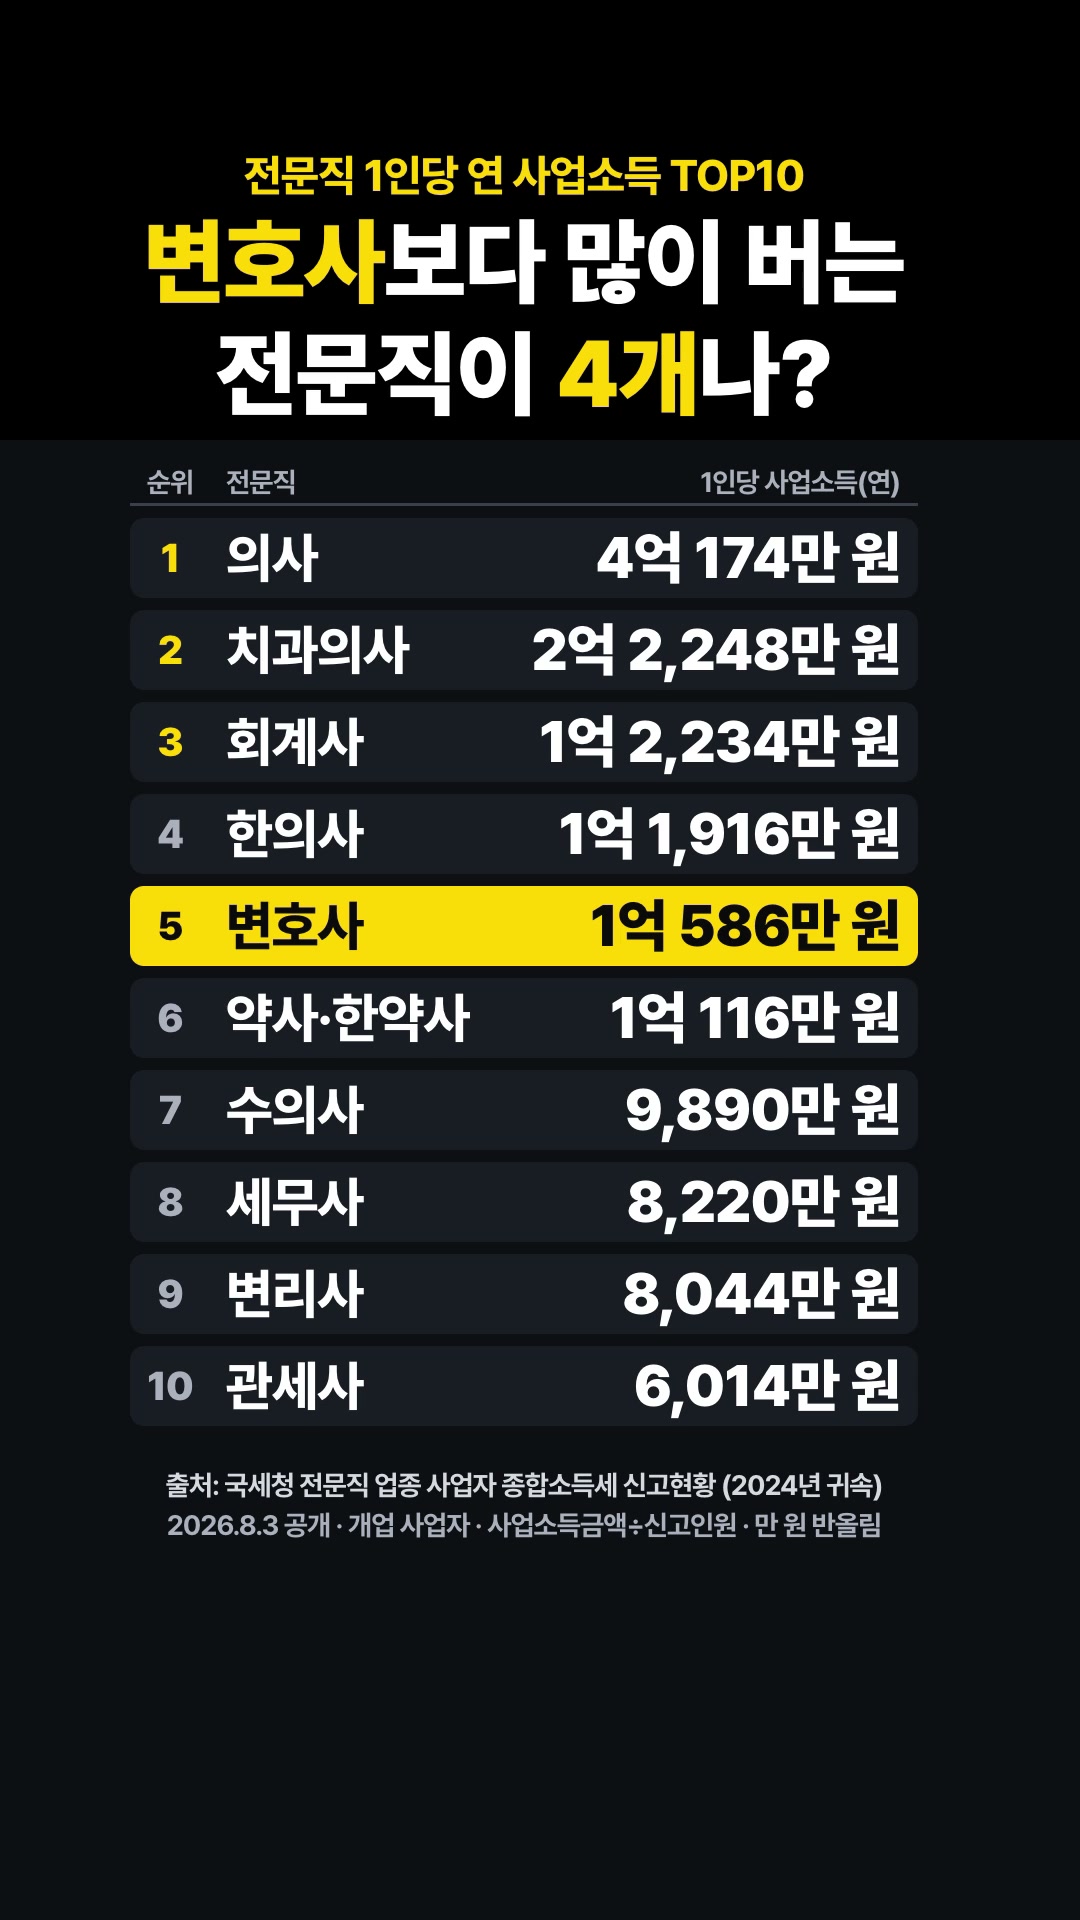 전문직 1인당 연 사업소득 TOP10
변호사보다 많이 버는
전문직이 4개나?
순위 전문직 1인당 사업소득(연)
1 의사 4억 174만 원
2 치과의사 2억 2,248만 원
3 회계사 1억 2,234만 원
4 한의사 1억 1,916만 원
5 변호사 1억 586만 원
6 약사·한약사 1억 116만 원
7 수의사 9,890만 원
8 세무사 8,220만 원
9 변리사 8,044만 원
10 관세사 6,014만 원
출처: 국세청 전문직 업종 사업자 종합소득세 신고현황 (2024년 귀속)
2026.8.3 공개 · 개업 사업자 · 사업소득금액÷신고인원 · 만 원 반올림